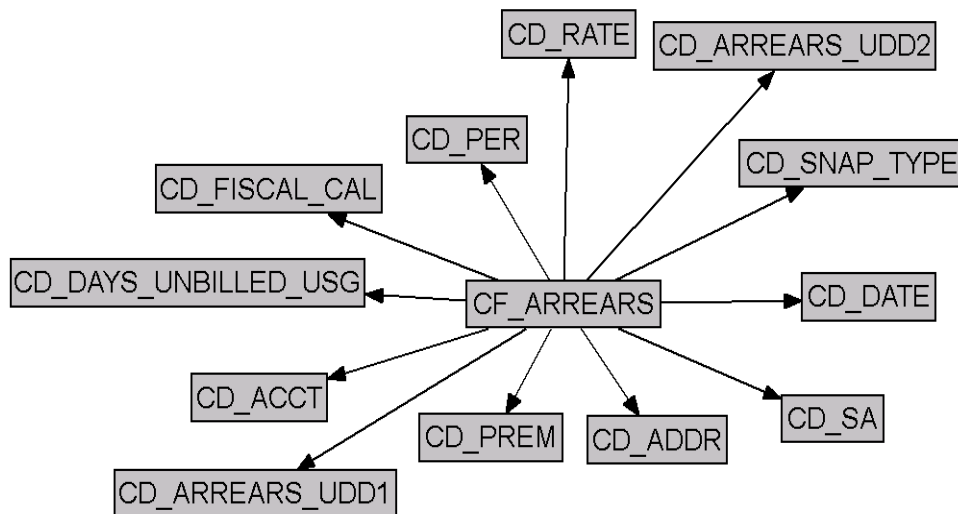 CD_RATE
CD_ARREARS_UDD2
CD_PER
CD_SNAP_TYPE
CD_FISCAL_CAL
CD_DAYS_UNBILLED_USG
CF_ARREARS
CD_DATE
CD_ACCT
CD_PREM
CD_ADDR
CD_SA
CD_ARREARS_UDD1